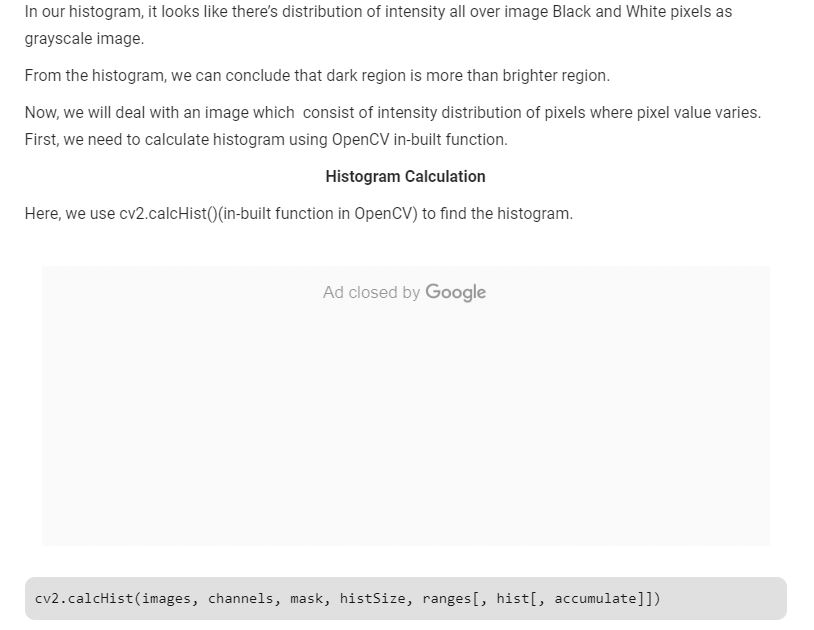 In our histogram, it looks like there’s distribution of intensity all over image Black and White pixels as
grayscale image.
From the histogram, we can conclude that dark region is more than brighter region.
Now, we will deal with an image which  consist of intensity distribution of pixels where pixel value varies.
First, we need to calculate histogram using OpenCV in-built function.
Histogram Calculation
Here, we use cv2.calcHist()(in-built function in OpenCV) to find the histogram.
Ad closed by Google
cv2.calcHist(images, channels, mask, histSize, ranges[, hist[, accumulate]])